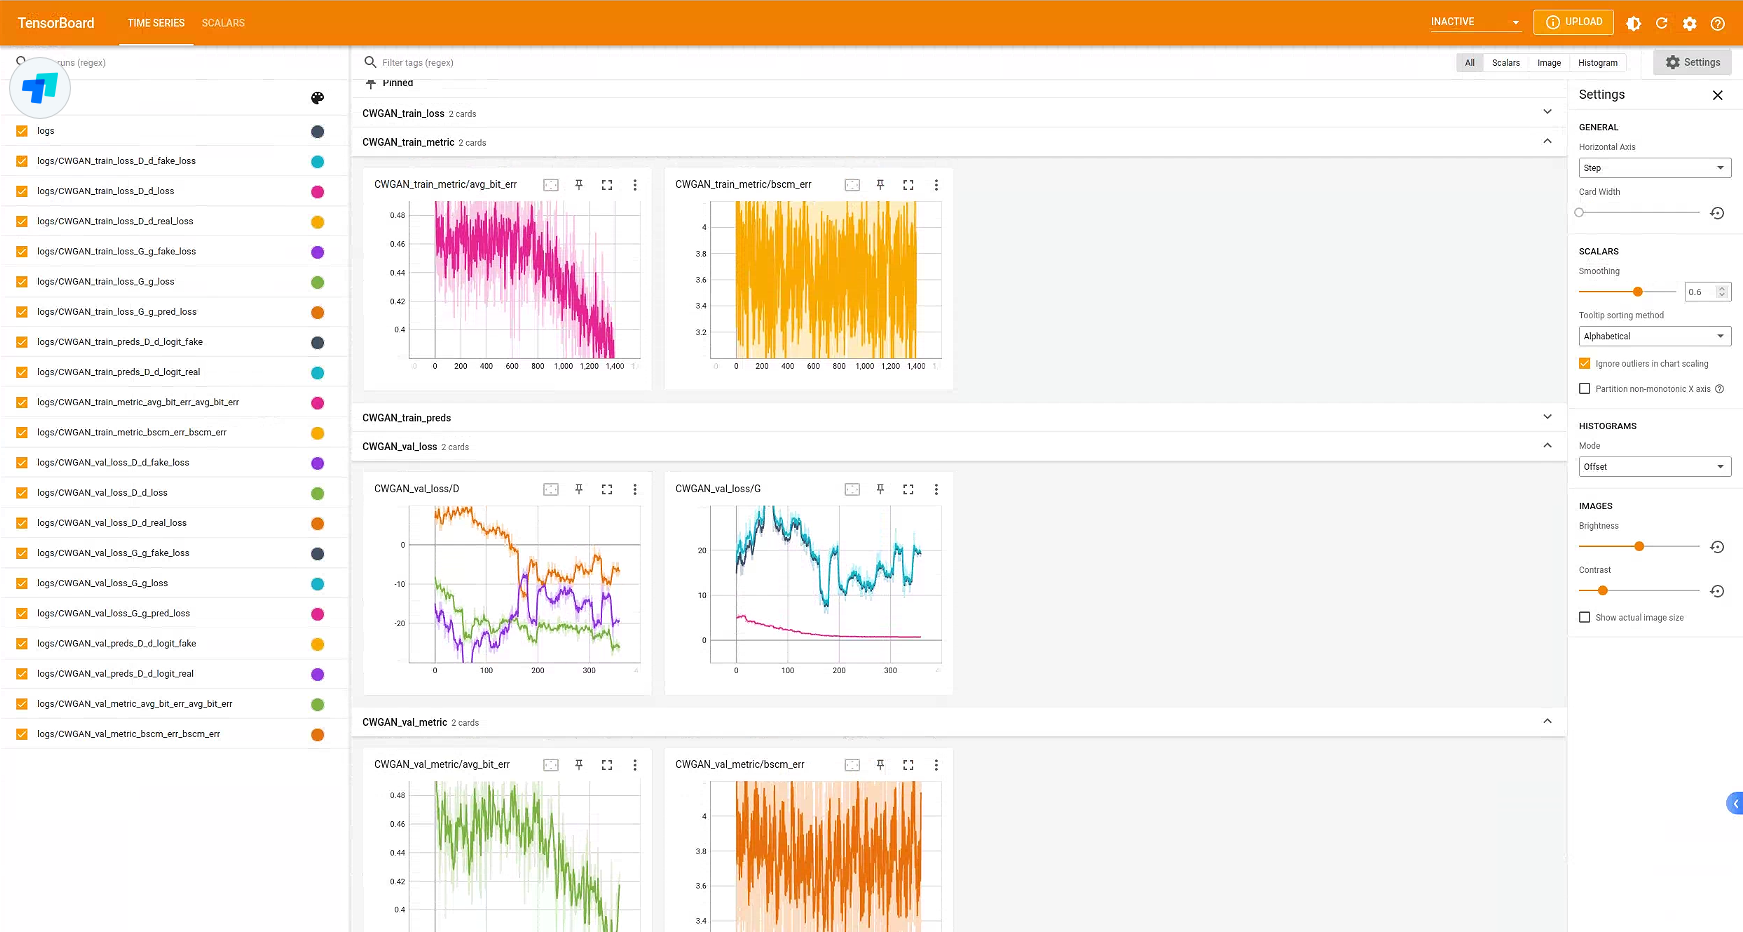 TensorBoard
TIME SERIES
SCALARS
INACTIVE
UPLOAD
runs (regex)
Filter tags (regex)
All
Scalars
Image
Histogram
Settings
logs
logs/CWGAN_train_loss_D_d_fake_loss
logs/CWGAN_train_loss_D_d_loss
logs/CWGAN_train_loss_D_d_real_loss
logs/CWGAN_train_loss_G_g_fake_loss
logs/CWGAN_train_loss_G_g_loss
logs/CWGAN_train_loss_G_g_pred_loss
logs/CWGAN_train_preds_D_d_logit_fake
logs/CWGAN_train_preds_D_d_logit_real
logs/CWGAN_train_metric_avg_bit_err_avg_bit_err
logs/CWGAN_train_metric_bscm_err_bscm_err
logs/CWGAN_val_loss_D_d_fake_loss
logs/CWGAN_val_loss_D_d_loss
logs/CWGAN_val_loss_D_d_real_loss
logs/CWGAN_val_loss_G_g_fake_loss
logs/CWGAN_val_loss_G_g_loss
logs/CWGAN_val_loss_G_g_pred_loss
logs/CWGAN_val_preds_D_d_logit_fake
logs/CWGAN_val_preds_D_d_logit_real
logs/CWGAN_val_metric_avg_bit_err_avg_bit_err
logs/CWGAN_val_metric_bscm_err_bscm_err
Pinned
CWGAN_train_loss 2 cards
CWGAN_train_metric 2 cards
CWGAN_train_metric/avg_bit_err
0.48
0.46
0.44
0.42
0.4
0 0 200 400 600 800 1,000 1,200 1,400 1
CWGAN_train_metric/bscm_err
4
3.8
3.6
3.4
3.2
0 0 200 400 600 800 1,000 1,200 1,400 1
CWGAN_train_preds
CWGAN_val_loss 2 cards
CWGAN_val_loss/D
0
-10
-20
0 100 200 300
CWGAN_val_loss/G
20
10
0
0 100 200 300
CWGAN_val_metric 2 cards
CWGAN_val_metric/avg_bit_err
0.48
0.46
0.44
0.42
0.4
CWGAN_val_metric/bscm_err
4
3.8
3.6
3.4
Settings
GENERAL
Horizontal Axis
Step
Card Width
SCALARS
Smoothing
0.6
Tooltip sorting method
Alphabetical
Ignore outliers in chart scaling
Partition non-monotonic X axis
HISTOGRAMS
Mode
Offset
IMAGES
Brightness
Contrast
Show actual image size